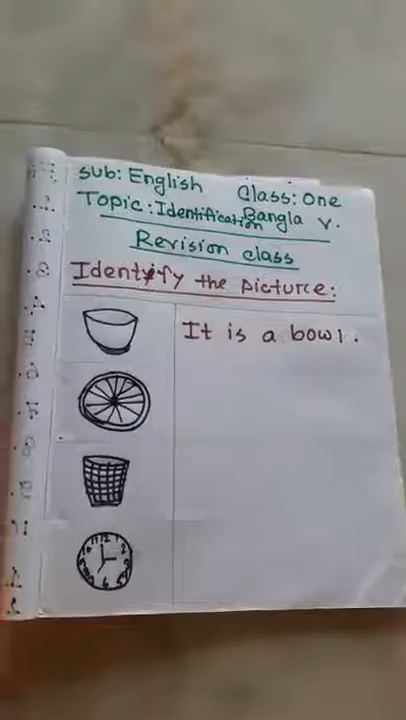 sub: English Class: One
Topic: Identification Bangla V.
Revision class
Identify the picture:
It is a bowl.